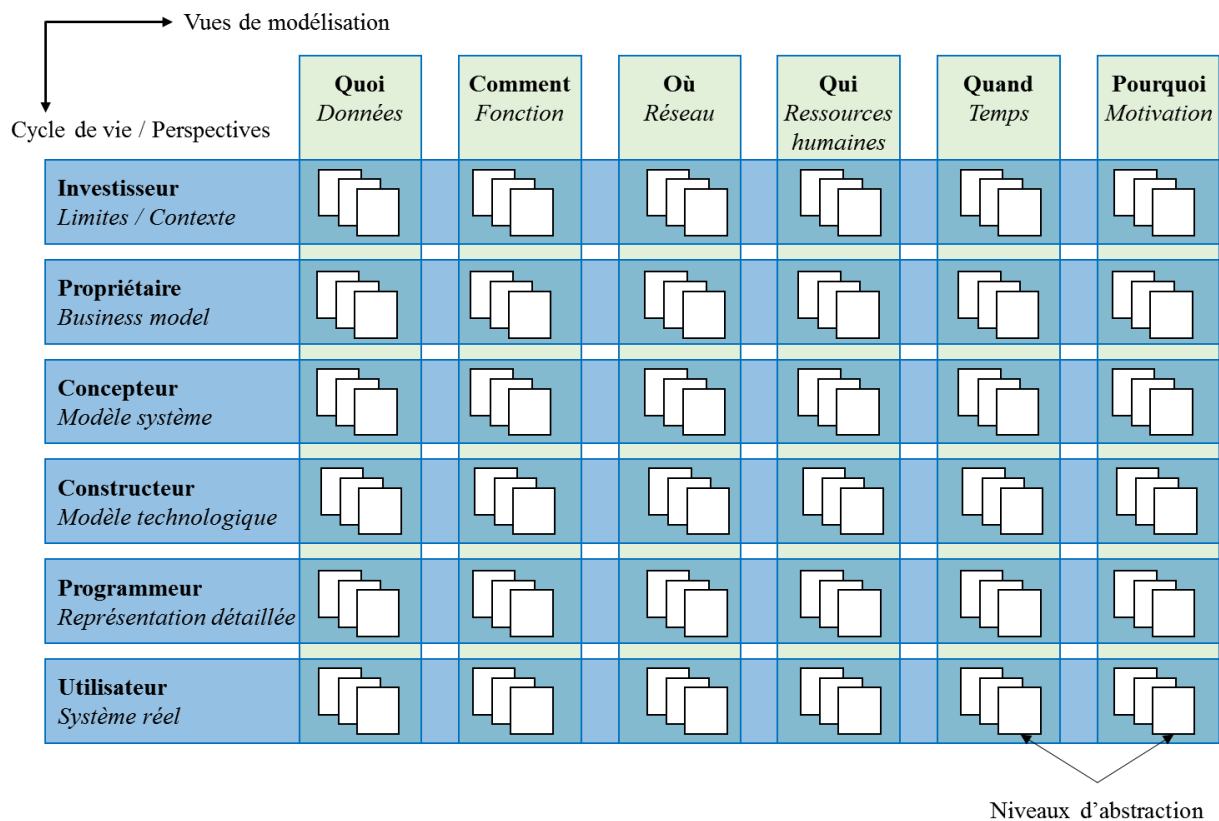 Vues de modélisation
Cycle de vie / Perspectives
Quoi
Données
Comment
Fonction
Où
Réseau
Qui
Ressources
humaines
Quand
Temps
Pourquoi
Motivation
Investisseur
Limites / Contexte
Propriétaire
Business model
Concepteur
Modèle système
Constructeur
Modèle technologique
Programmeur
Représentation détaillée
Utilisateur
Système réel
Niveaux d’abstraction